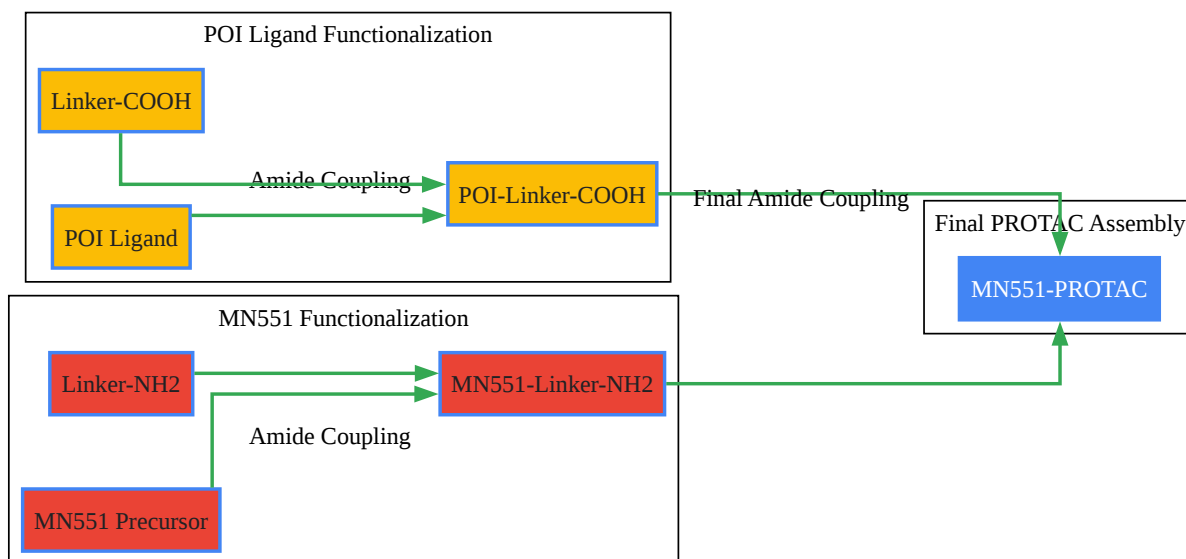 POI Ligand Functionalization
Linker-COOH
Amide Coupling
POI-Linker-COOH
Final Amide Coupling
POI Ligand
Final PROTAC Assembly
MN551-PROTAC
MN551 Functionalization
Linker-NH2
MN551-Linker-NH2
Amide Coupling
MN551 Precursor